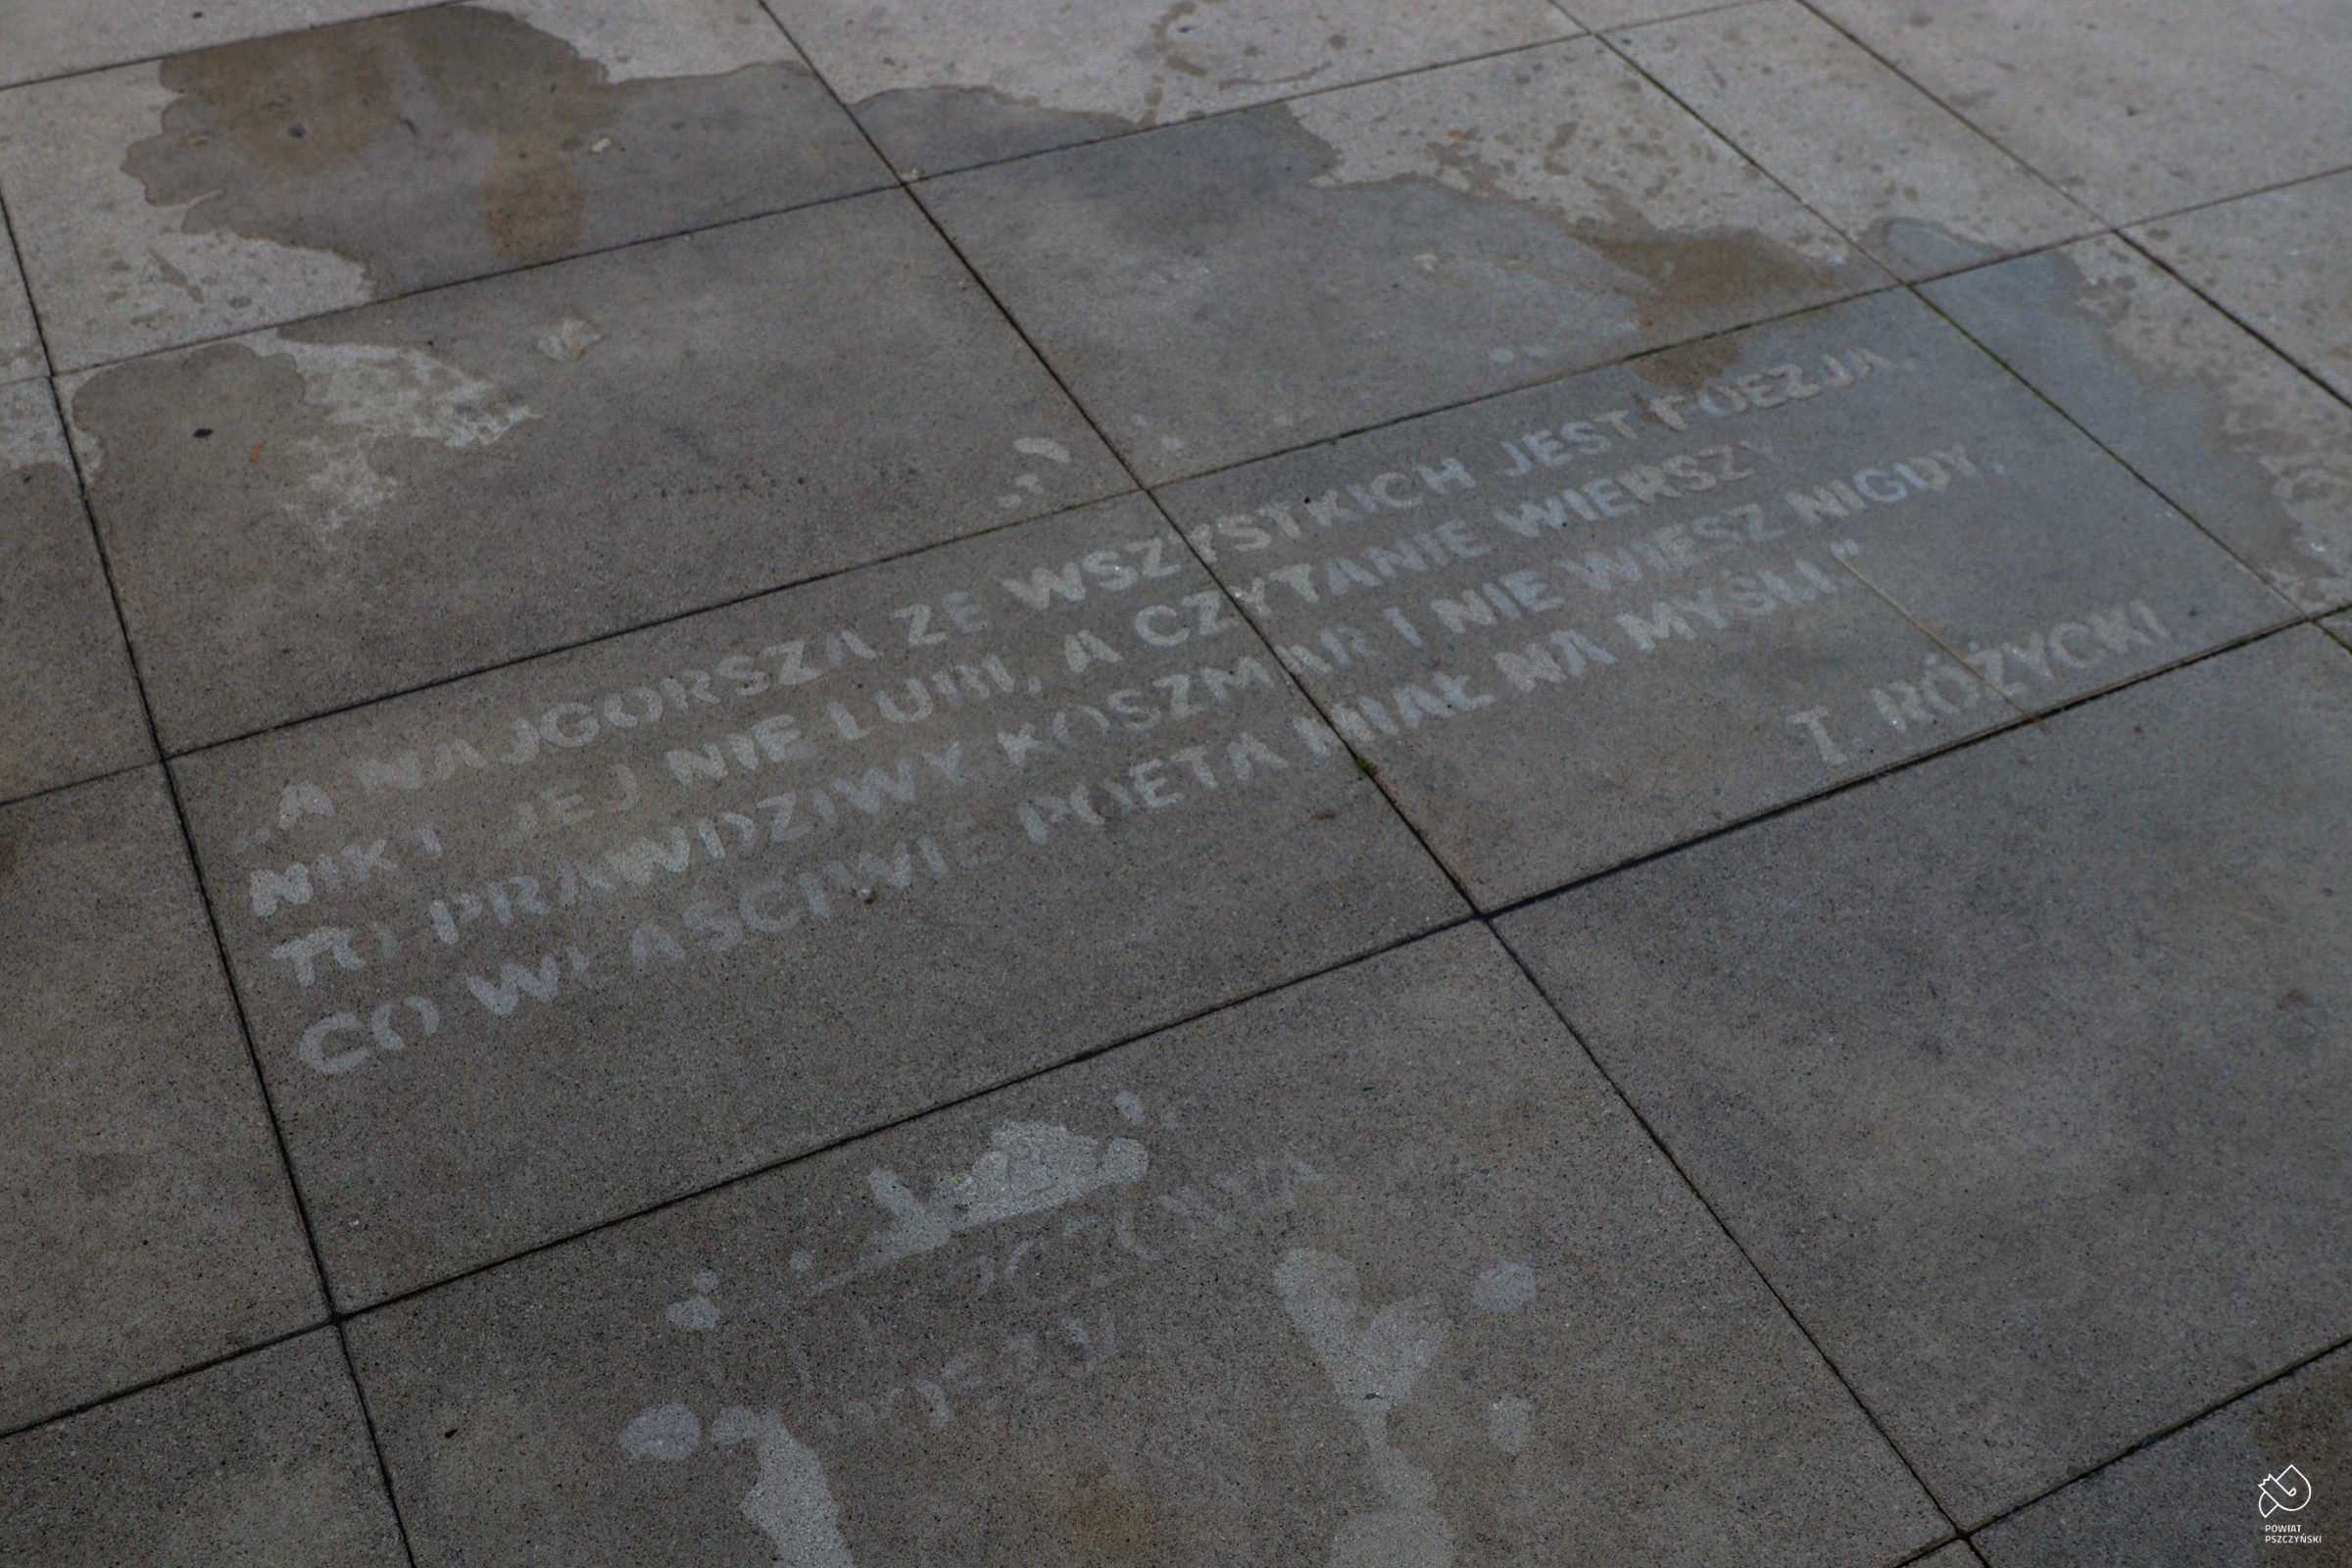 „A NAJGORSZA ZE WSZYSTKICH JEST POEZJA,
NIKT JEJ NIE LUBI, A CZYTANIE WIERSZY
TO PRAWDZIWY KOSZMAR I NIE WIESZ NIGDY,
CO WŁAŚCIWIE POETA MIAŁ NA MYŚLI.”
T. RÓŻYCKI
POWIAT
PSZCZYŃSKI